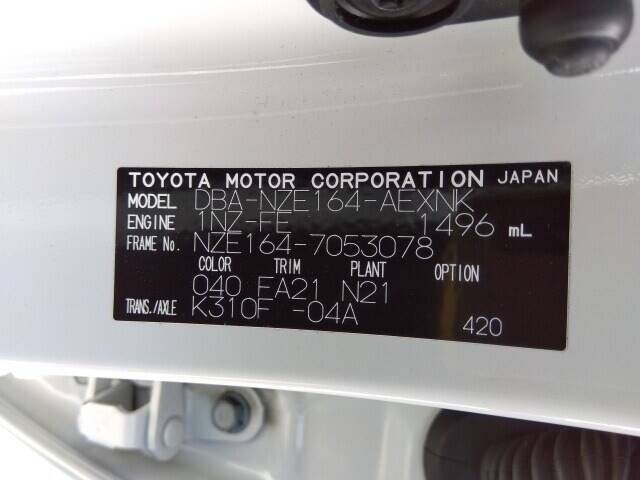 TOYOTA MOTOR CORPORATION JAPAN
MODEL DBA-NZE164-AEXNK
ENGINE 1NZ-FE 1496 mL
FRAME No. NZE164-7053078
COLOR TRIM PLANT OPTION
040 FA21 N21
TRANS./AXLE K310F -04A
420